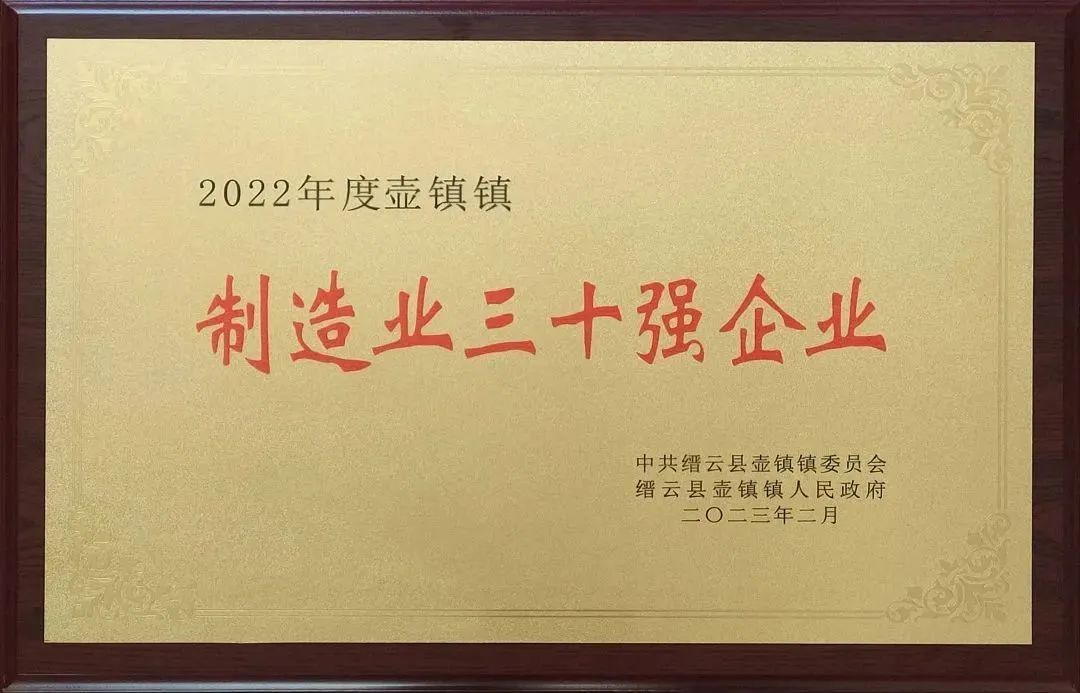 2022年度壶镇镇
制造业三十强企业
中共缙云县壶镇镇委员会
缙云县壶镇镇人民政府
二〇二三年二月